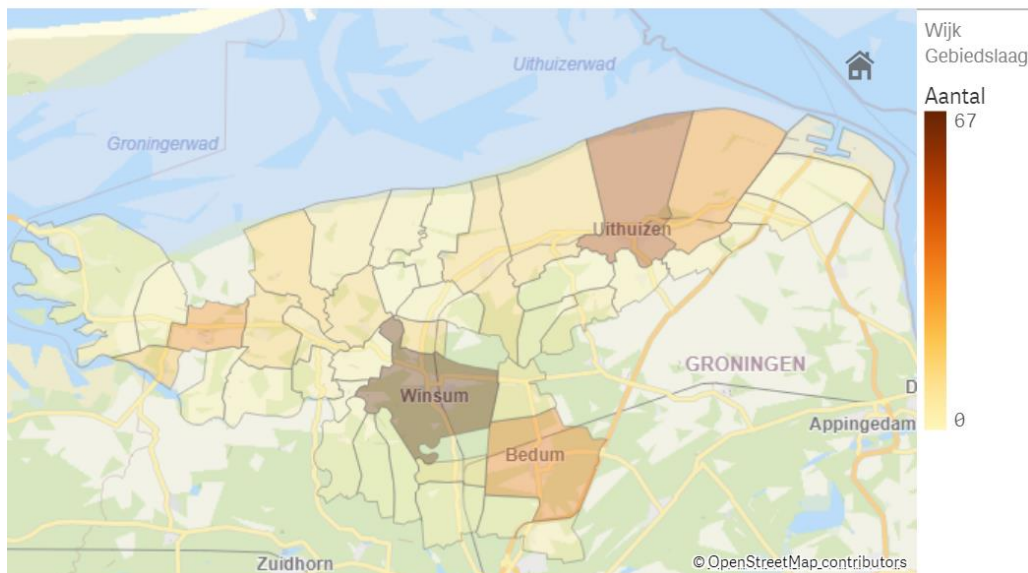 Wijk
Gebiedslaag
Aantal
67
0
Uithuizerwad
Groningerwad
Uithuizen
GRONINGEN
Winsum
D
Appingedam
Bedum
Zuidhorn
© OpenStreetMap contributors